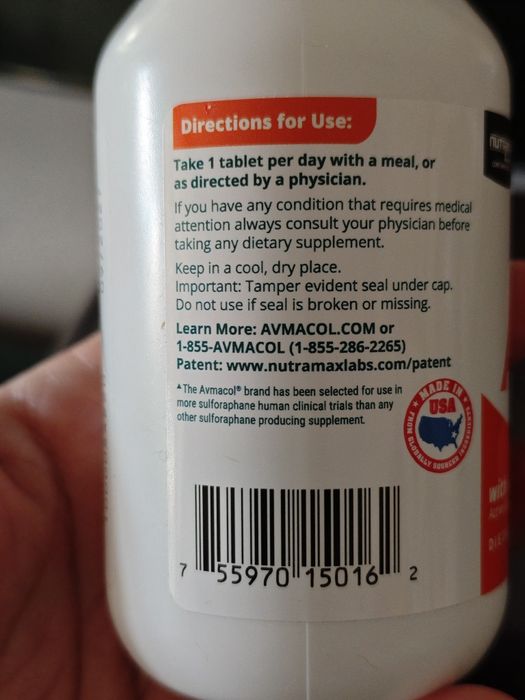 Directions for Use:
Take 1 tablet per day with a meal, or
as directed by a physician.
If you have any condition that requires medical
attention always consult your physician before
taking any dietary supplement.
Keep in a cool, dry place.
Important: Tamper evident seal under cap.
Do not use if seal is broken or missing.
Learn More: AVMACOL.COM or
1-855-AVMACOL (1-855-286-2265)
Patent: www.nutramaxlabs.com/patent
▲The Avmacol® brand has been selected for use in
more sulforaphane human clinical trials than any
other sulforaphane producing supplement.
MADE IN
USA
FROM GLOBALLY SOURCED INGREDIENTS
7 55970 15016 2